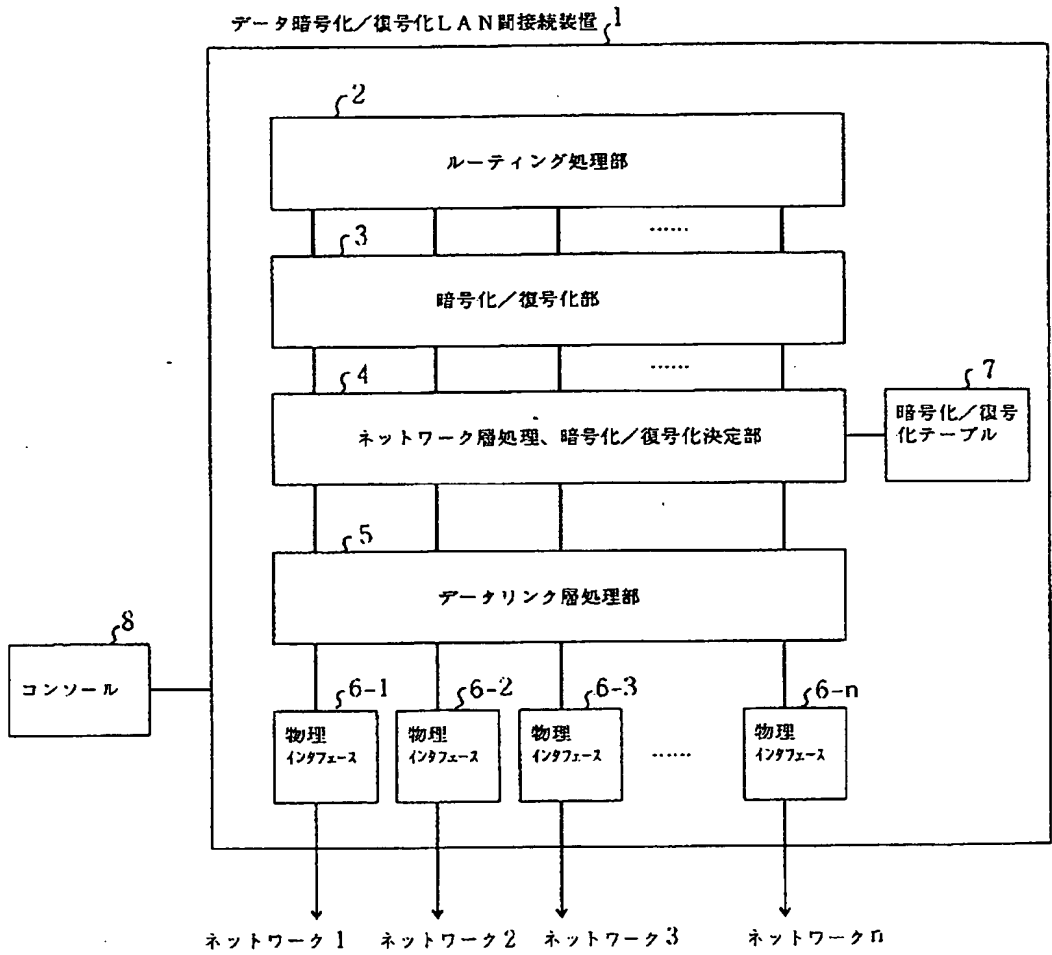 データ暗号化／復号化ＬＡＮ間接続装置 1
2
ルーティング処理部
……
3
暗号化／復号化部
……
4
7
ネットワーク層処理、暗号化／復号化決定部
暗号化／復号
化テーブル
5
データリンク層処理部
8
コンソール
6-1
6-2
6-3
6-n
物理
インタフェース
物理
インタフェース
物理
インタフェース
……
物理
インタフェース
ネットワーク1
ネットワーク2
ネットワーク3
ネットワークn